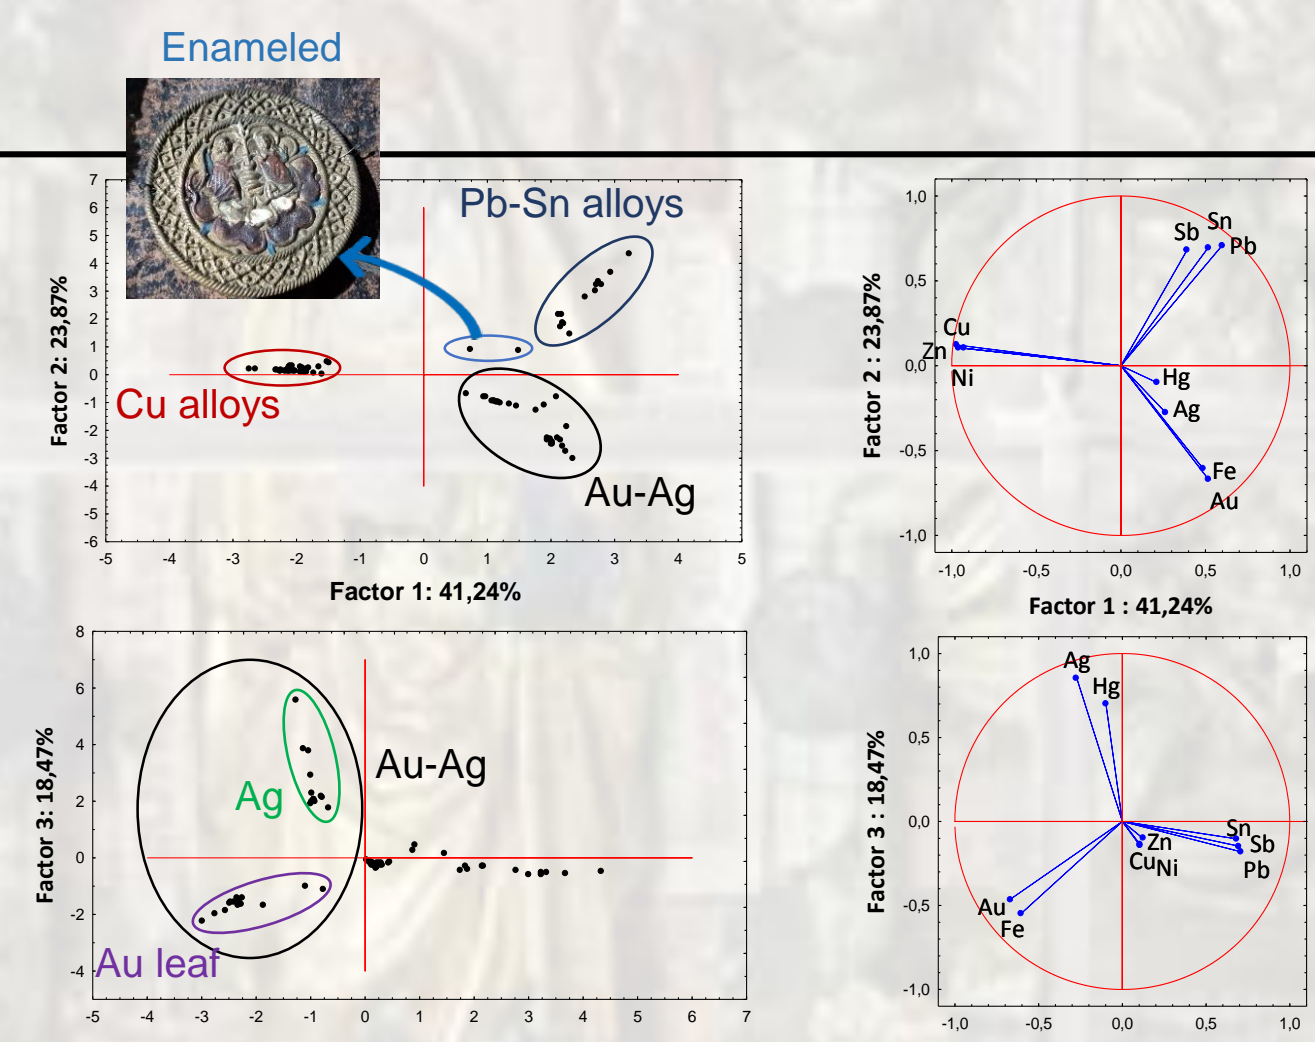 Enameled
Pb-Sn alloys
Cu alloys
Au-Ag
7
6
5
4
3
2
1
0
-1
-2
-3
-4
-5
-6
-5 -4 -3 -2 -1 0 1 2 3 4 5
Factor 2: 23,87%
Factor 1: 41,24%
1,0
0,5
0,0
-0,5
-1,0
-1,0 -0,5 0,0 0,5 1,0
Sb Sn Pb
Cu
Zn
Ni
Hg
Ag
Fe
Au
Factor 2 : 23,87%
Factor 1 : 41,24%
8
6
4
2
0
-2
-4
-5 -4 -3 -2 -1 0 1 2 3 4 5 6 7
Au-Ag
Ag
Au leaf
Factor 3: 18,47%
1,0
0,5
0,0
-0,5
-1,0
-1,0 -0,5 0,0 0,5 1,0
Ag
Hg
Sn
Zn Sb
Cu Ni Pb
Au
Fe
Factor 3 : 18,47%